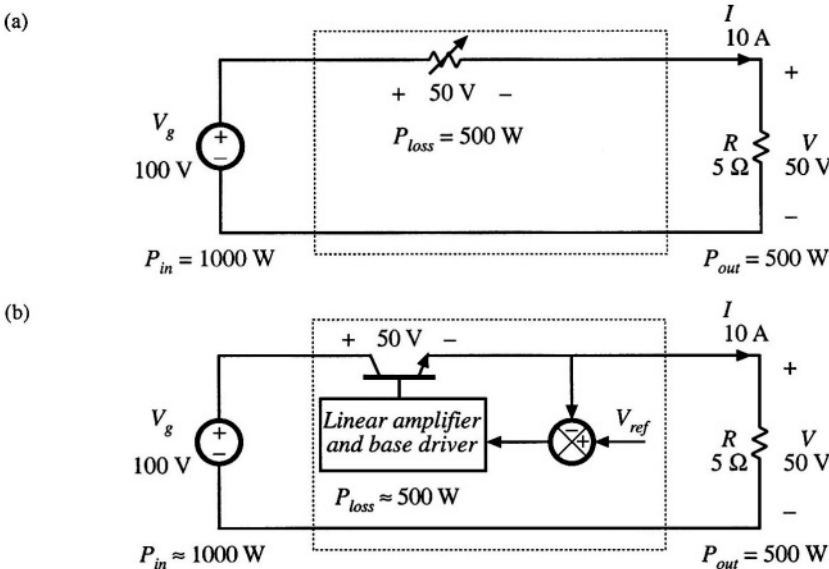 (a)
I
10 A
+ 50 V −
P_loss = 500 W
V_g
+
−
100 V
+
R
5 Ω
V
50 V
−
P_in = 1000 W
P_out = 500 W
(b)
I
10 A
+ 50 V −
+
V_g
+
−
100 V
Linear amplifier
and base driver
−
+
V_ref
R
5 Ω
V
50 V
P_loss ≈ 500 W
−
P_in ≈ 1000 W
P_out = 500 W